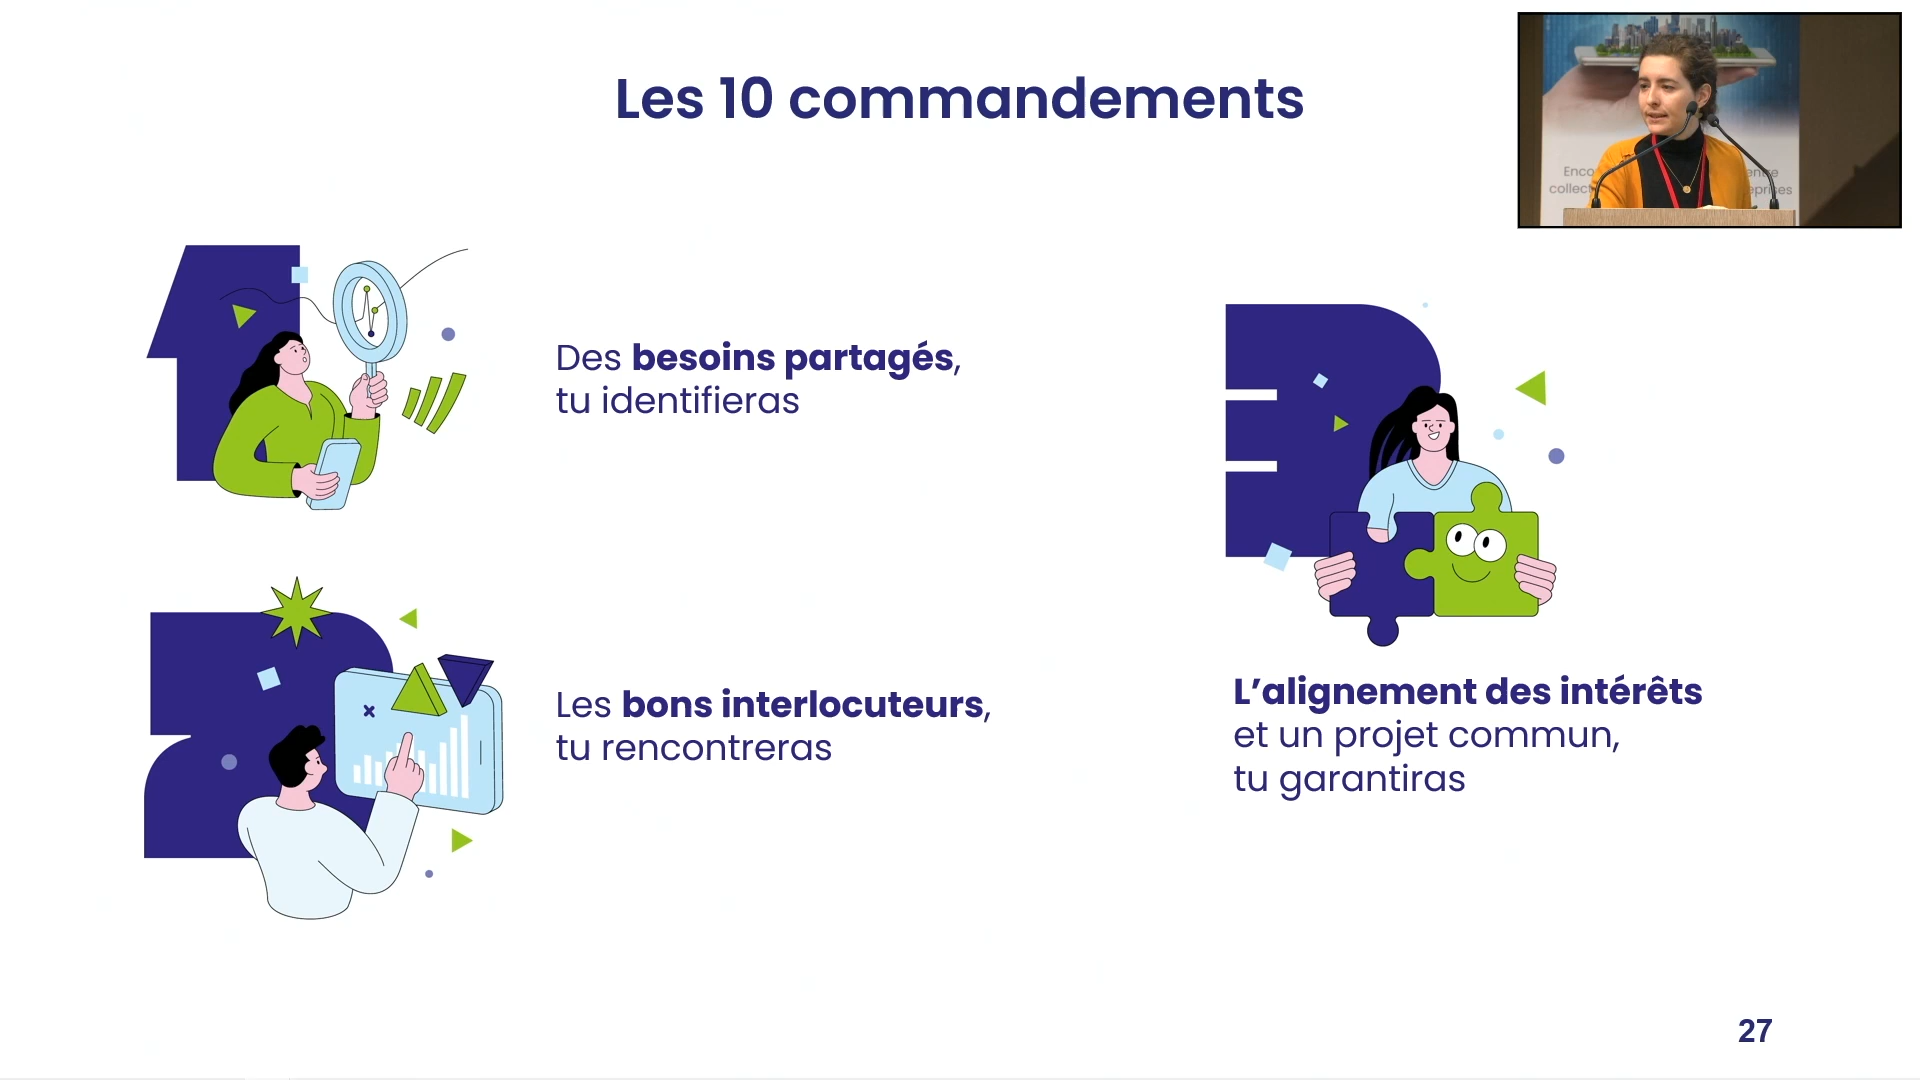 Les 10 commandements
Des besoins partagés,
tu identifieras
Les bons interlocuteurs,
tu rencontreras
L’alignement des intérêts
et un projet commun,
tu garantiras
27